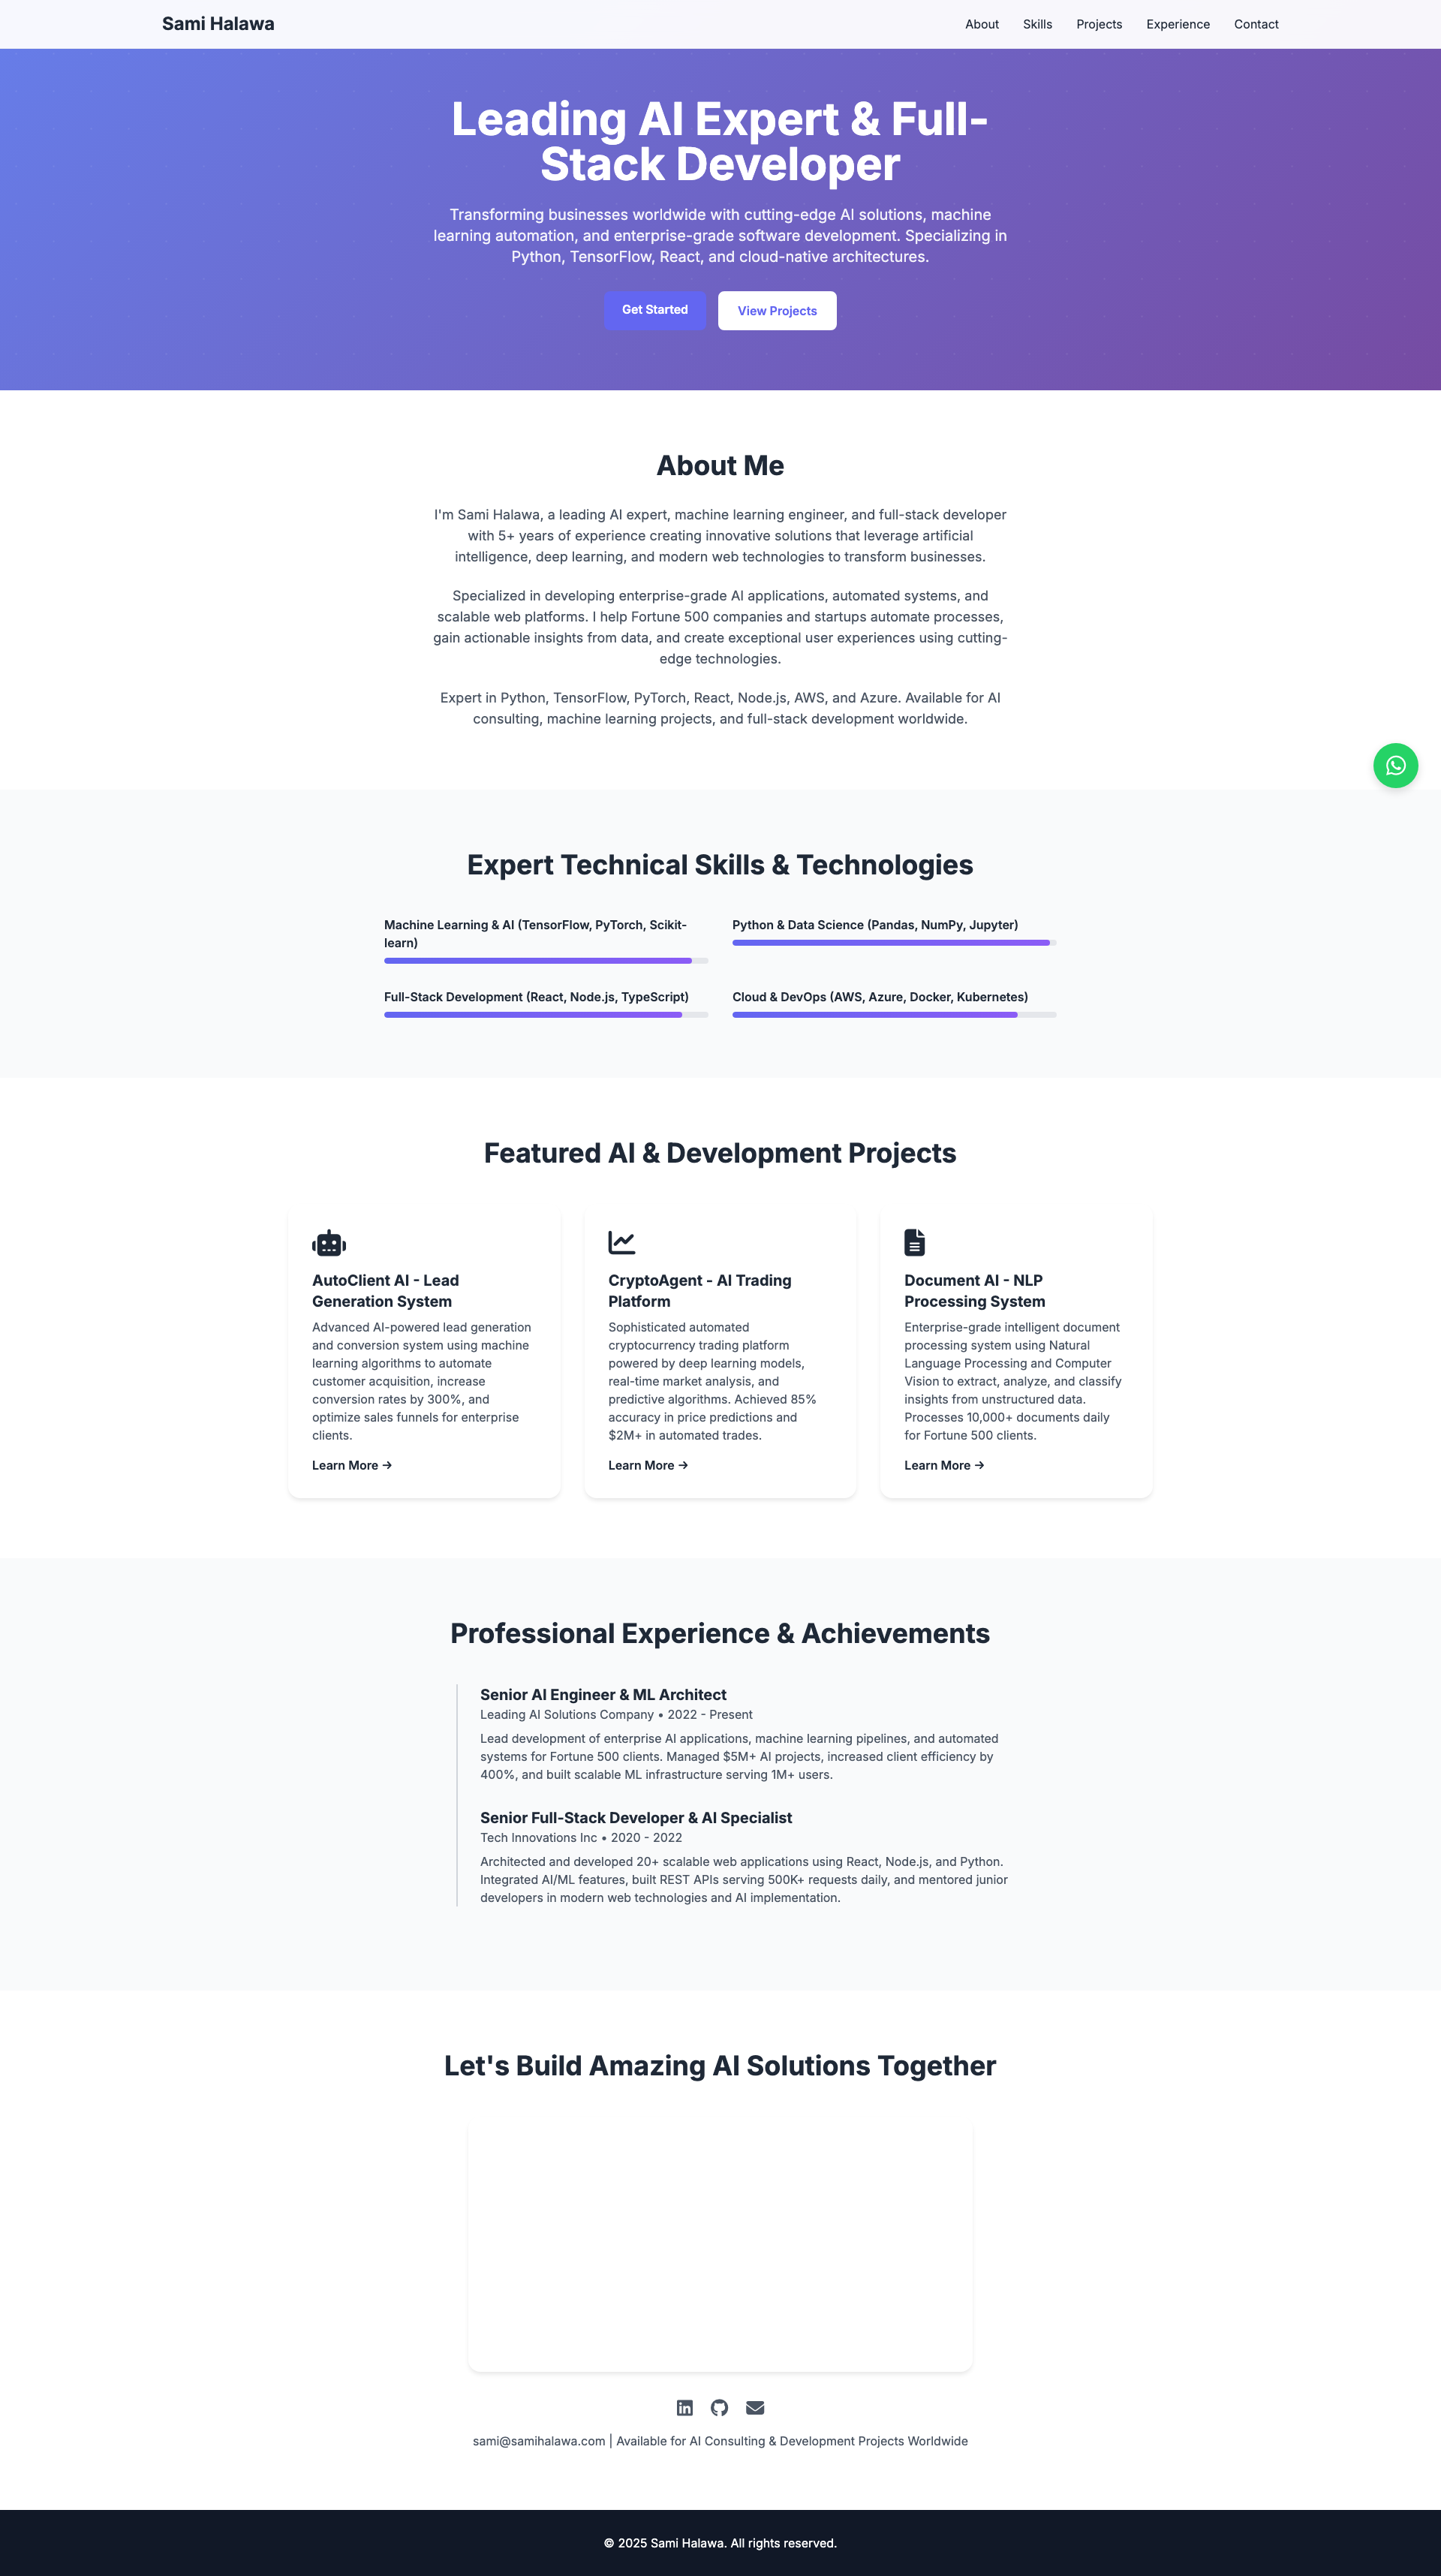 Sami Halawa
About
Skills
Projects
Experience
Contact
Leading AI Expert & Full-
Stack Developer
Transforming businesses worldwide with cutting-edge AI solutions, machine
learning automation, and enterprise-grade software development. Specializing in
Python, TensorFlow, React, and cloud-native architectures.
Get Started
View Projects
About Me
I'm Sami Halawa, a leading AI expert, machine learning engineer, and full-stack developer
with 5+ years of experience creating innovative solutions that leverage artificial
intelligence, deep learning, and modern web technologies to transform businesses.
Specialized in developing enterprise-grade AI applications, automated systems, and
scalable web platforms. I help Fortune 500 companies and startups automate processes,
gain actionable insights from data, and create exceptional user experiences using cutting-
edge technologies.
Expert in Python, TensorFlow, PyTorch, React, Node.js, AWS, and Azure. Available for AI
consulting, machine learning projects, and full-stack development worldwide.
Expert Technical Skills & Technologies
Machine Learning & AI (TensorFlow, PyTorch, Scikit-
learn)
Python & Data Science (Pandas, NumPy, Jupyter)
Full-Stack Development (React, Node.js, TypeScript)
Cloud & DevOps (AWS, Azure, Docker, Kubernetes)
Featured AI & Development Projects
AutoClient AI - Lead
Generation System
Advanced AI-powered lead generation
and conversion system using machine
learning algorithms to automate
customer acquisition, increase
conversion rates by 300%, and
optimize sales funnels for enterprise
clients.
Learn More →
CryptoAgent - AI Trading
Platform
Sophisticated automated
cryptocurrency trading platform
powered by deep learning models,
real-time market analysis, and
predictive algorithms. Achieved 85%
accuracy in price predictions and
$2M+ in automated trades.
Learn More →
Document AI - NLP
Processing System
Enterprise-grade intelligent document
processing system using Natural
Language Processing and Computer
Vision to extract, analyze, and classify
insights from unstructured data.
Processes 10,000+ documents daily
for Fortune 500 clients.
Learn More →
Professional Experience & Achievements
Senior AI Engineer & ML Architect
Leading AI Solutions Company • 2022 - Present
Lead development of enterprise AI applications, machine learning pipelines, and automated
systems for Fortune 500 clients. Managed $5M+ AI projects, increased client efficiency by
400%, and built scalable ML infrastructure serving 1M+ users.
Senior Full-Stack Developer & AI Specialist
Tech Innovations Inc • 2020 - 2022
Architected and developed 20+ scalable web applications using React, Node.js, and Python.
Integrated AI/ML features, built REST APIs serving 500K+ requests daily, and mentored junior
developers in modern web technologies and AI implementation.
Let's Build Amazing AI Solutions Together
sami@samihalawa.com | Available for AI Consulting & Development Projects Worldwide
© 2025 Sami Halawa. All rights reserved.